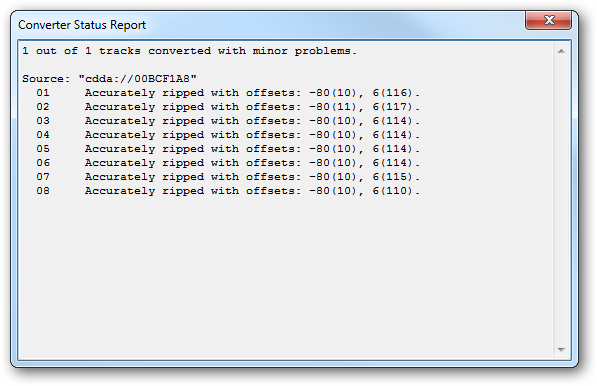 Converter Status Report
1 out of 1 tracks converted with minor problems.
Source: "cdda://00BCF1A8"
01 Accurately ripped with offsets: -80(10), 6(116).
02 Accurately ripped with offsets: -80(11), 6(117).
03 Accurately ripped with offsets: -80(10), 6(114).
04 Accurately ripped with offsets: -80(10), 6(114).
05 Accurately ripped with offsets: -80(10), 6(114).
06 Accurately ripped with offsets: -80(10), 6(114).
07 Accurately ripped with offsets: -80(10), 6(115).
08 Accurately ripped with offsets: -80(10), 6(110).